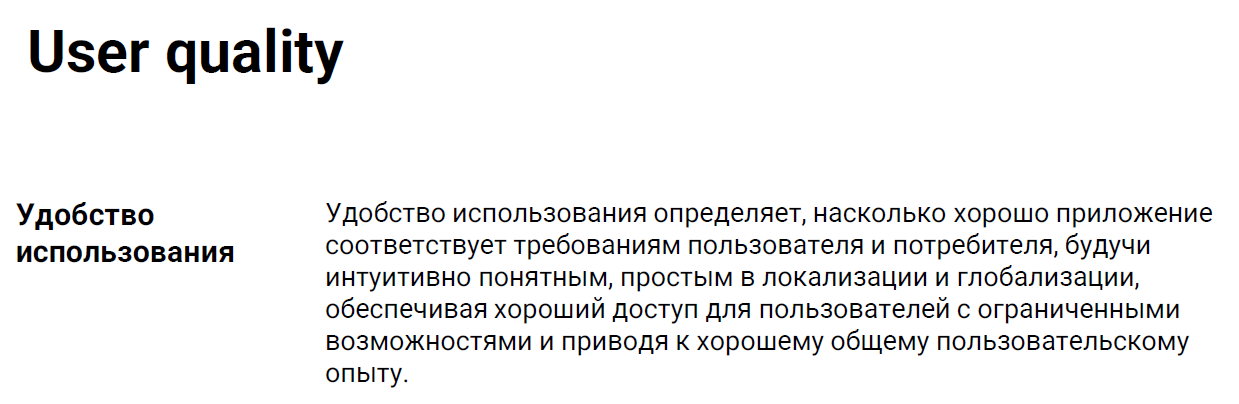 User quality
Удобство
использования
Удобство использования определяет, насколько хорошо приложение
соответствует требованиям пользователя и потребителя, будучи
интуитивно понятным, простым в локализации и глобализации,
обеспечивая хороший доступ для пользователей с ограниченными
возможностями и приводя к хорошему общему пользовательскому
опыту.